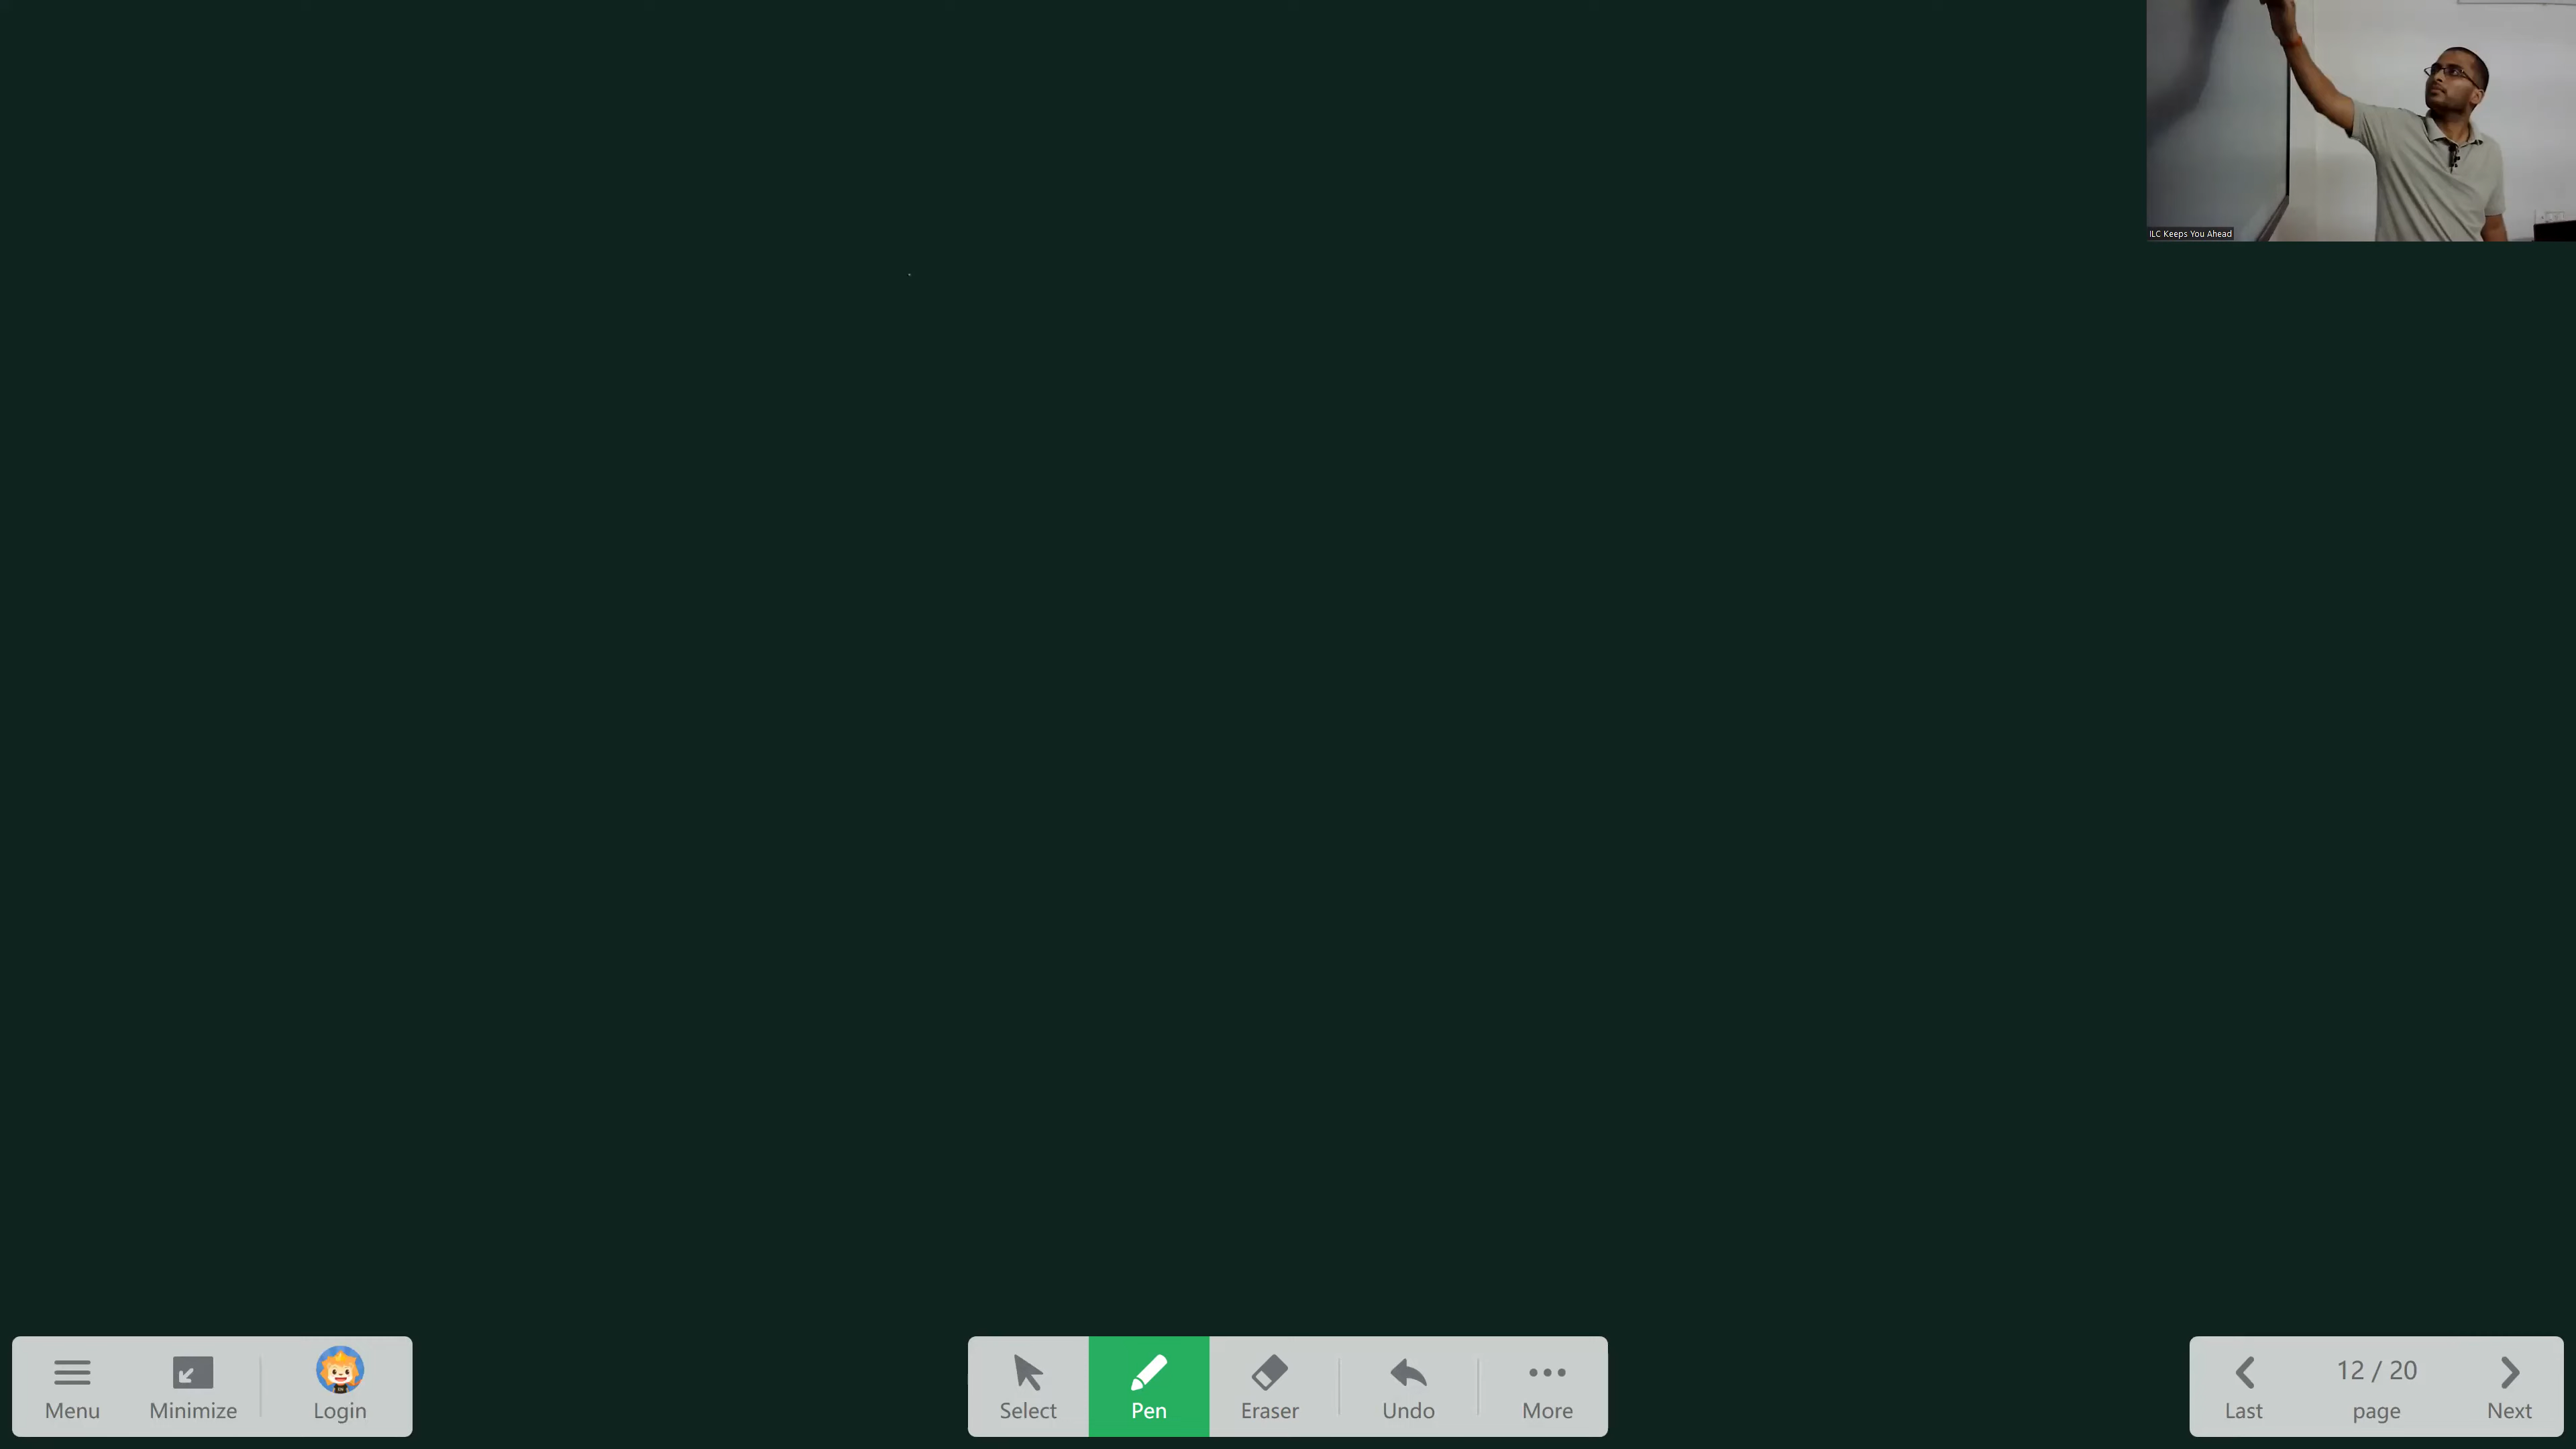 ILC Keeps You Ahead
Menu
Minimize
Login
Select
Pen
Eraser
Undo
More
Last
12 / 20
page
Next